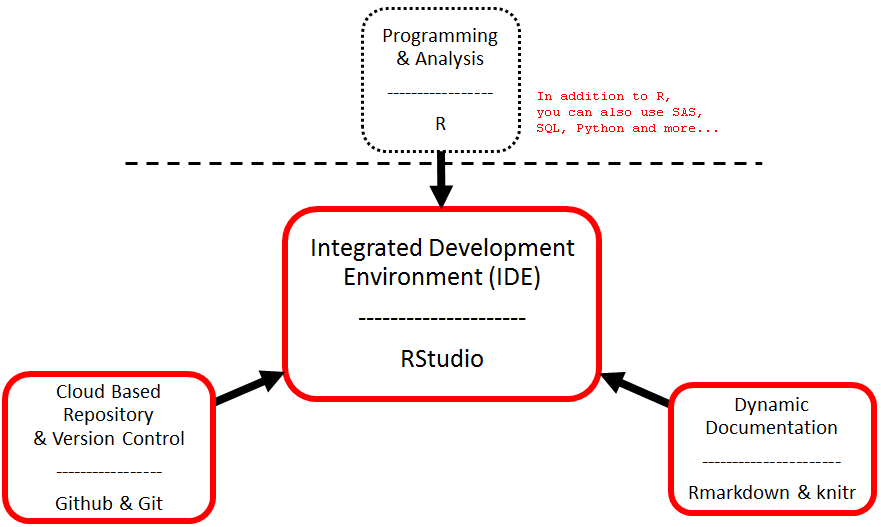 Programming
& Analysis
------------------
R
In addition to R,
you can also use SAS,
SQL, Python and more...
Integrated Development
Environment (IDE)
---------------------
RStudio
Cloud Based
Repository
& Version Control
------------------
Github & Git
Dynamic
Documentation
-----------------------
Rmarkdown & knitr